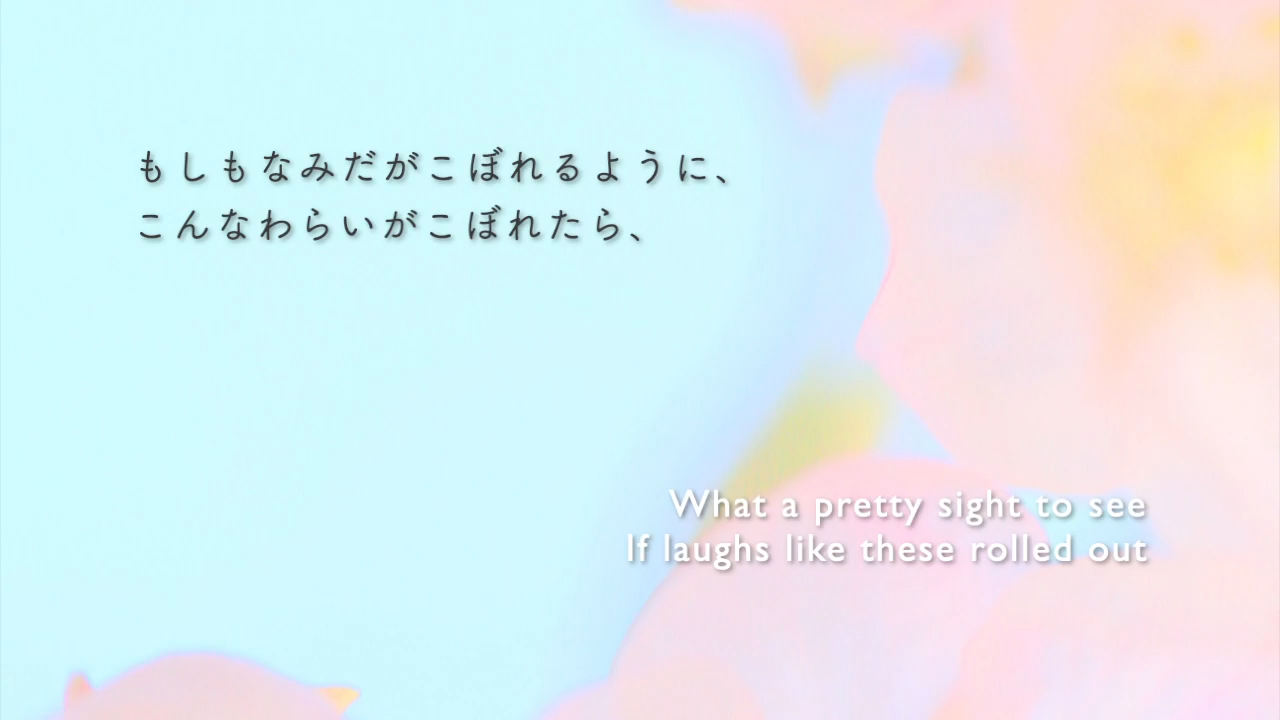 もしもなみだがこぼれるように、
こんなわらいがこぼれたら、
What a pretty sight to see
If laughs like these rolled out